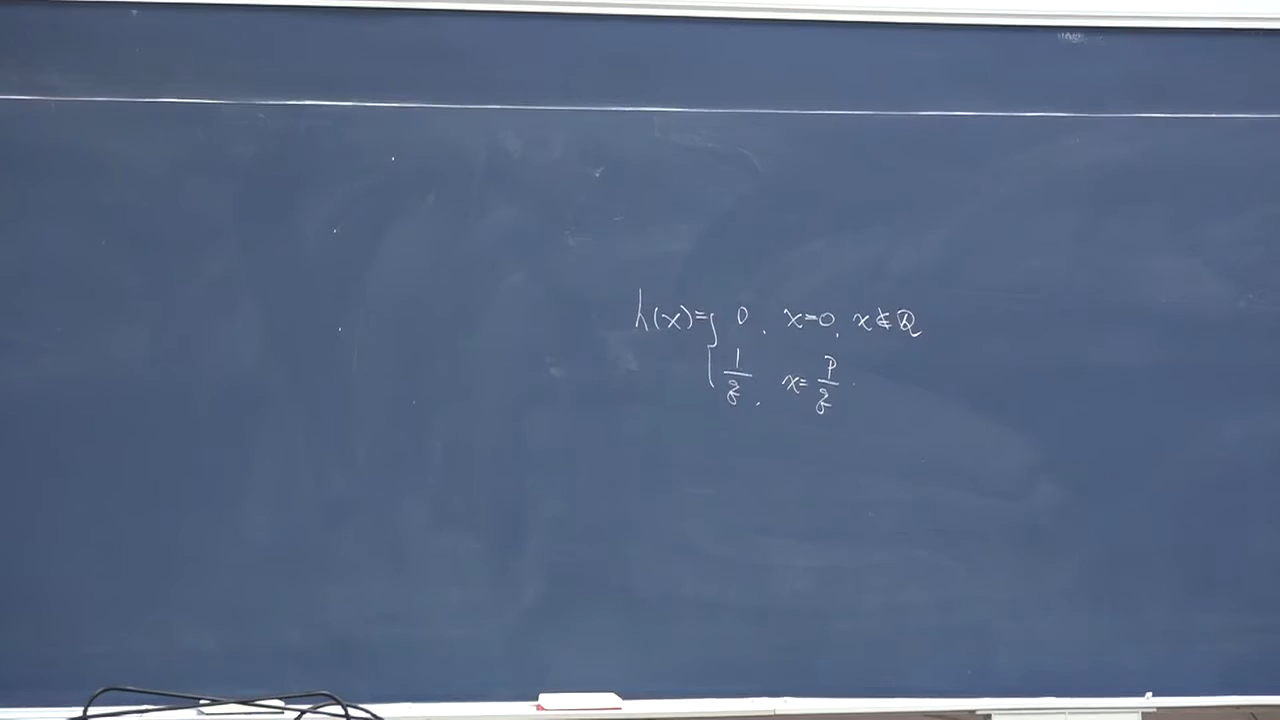 h(x)={ 0, x=0, x∉ℚ
1/q, x=p/q.